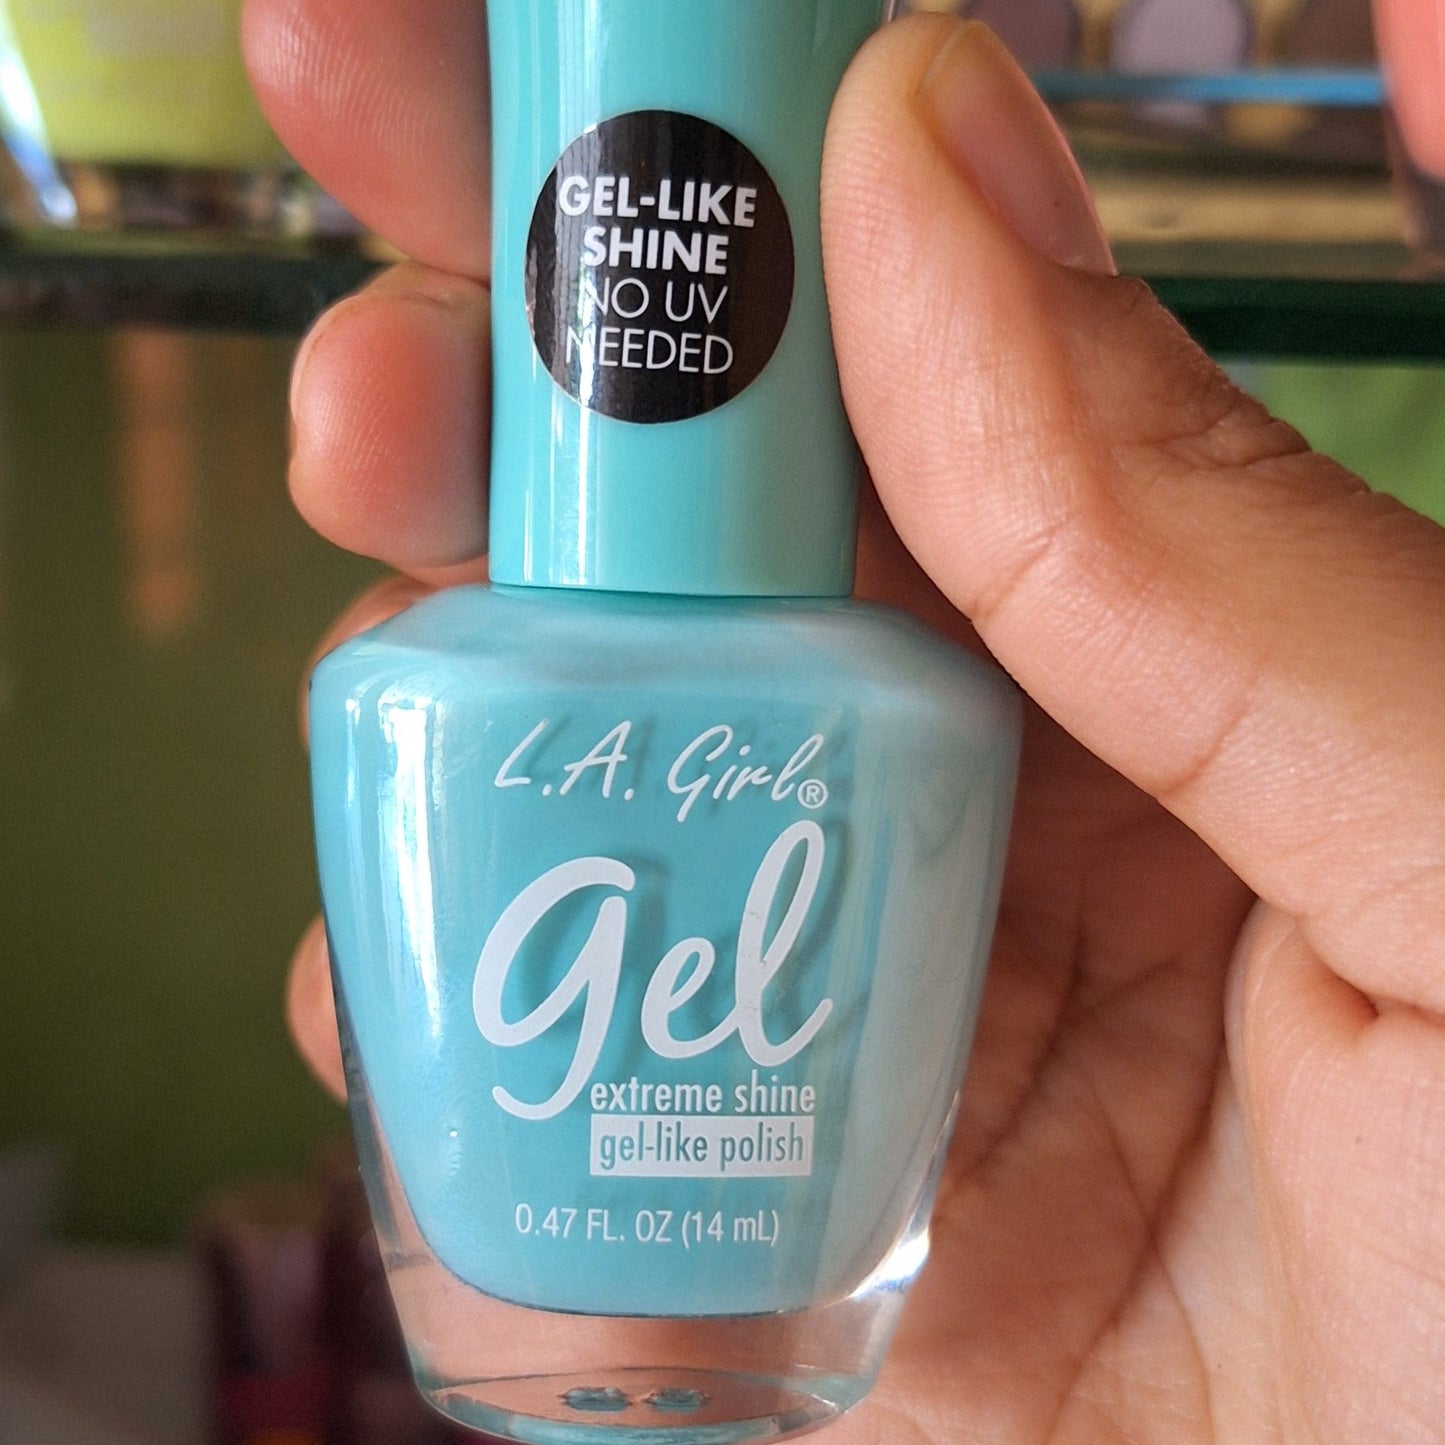 GEL-LIKE
SHINE
NO UV
NEEDED
L.A. Girl®
gel
extreme shine
gel-like polish
0.47 FL. OZ (14 mL)